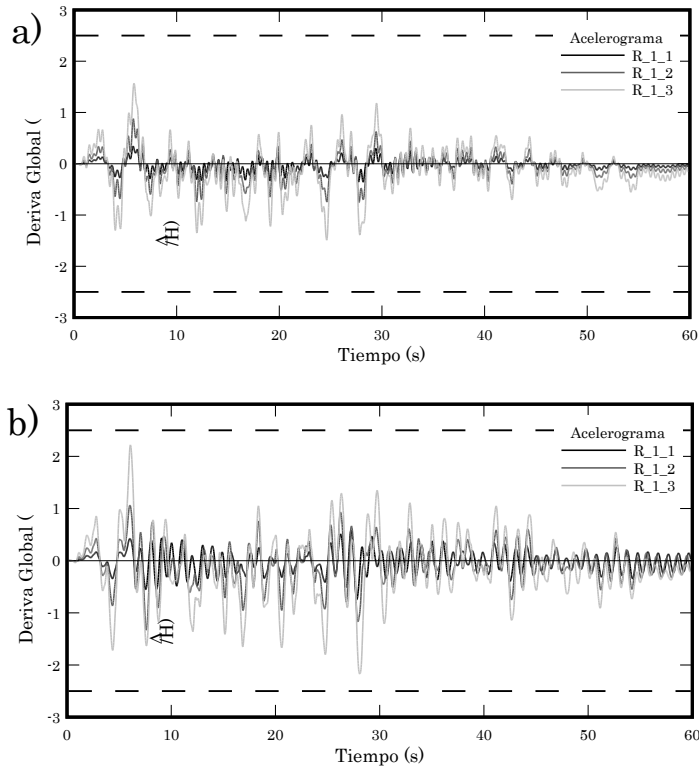 a)
3
2
1
0
-1
-2
-3
Deriva Global (
/H)
Acelerograma
R_1_1
R_1_2
R_1_3
0 10 20 30 40 50 60
Tiempo (s)
b)
3
2
1
0
-1
-2
-3
Deriva Global (
/H)
Acelerograma
R_1_1
R_1_2
R_1_3
0 10 20 30 40 50 60
Tiempo (s)